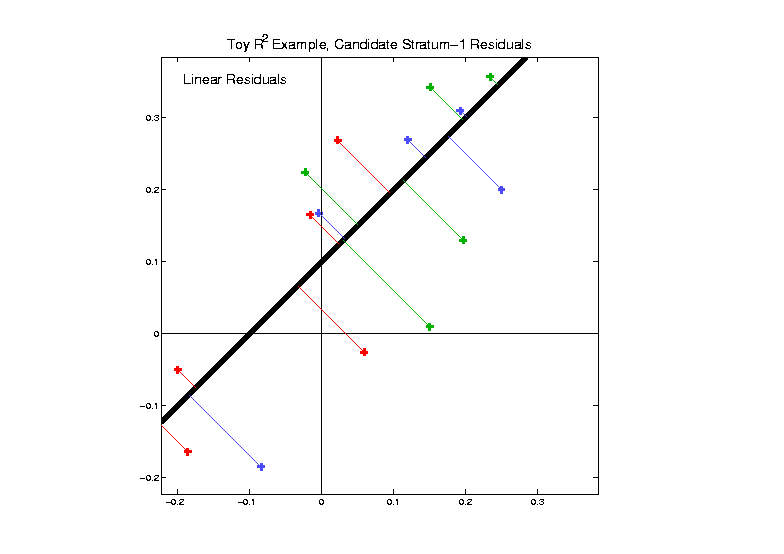 Toy R² Example, Candidate Stratum−1 Residuals
Linear Residuals
0.3
0.2
0.1
0
−0.1
−0.2
−0.2 −0.1 0 0.1 0.2 0.3